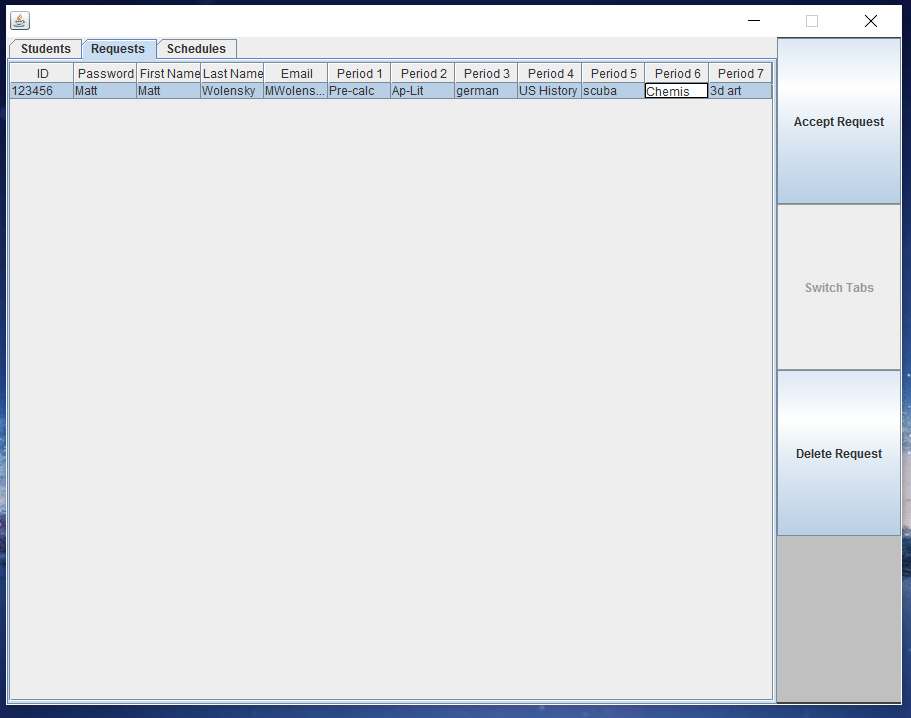 Students Requests Schedules
ID Password First Name Last Name Email Period 1 Period 2 Period 3 Period 4 Period 5 Period 6 Period 7
123456 Matt Matt Wolensky MWolens... Pre-calc Ap-Lit german US History scuba Chemis 3d art
Accept Request
Switch Tabs
Delete Request